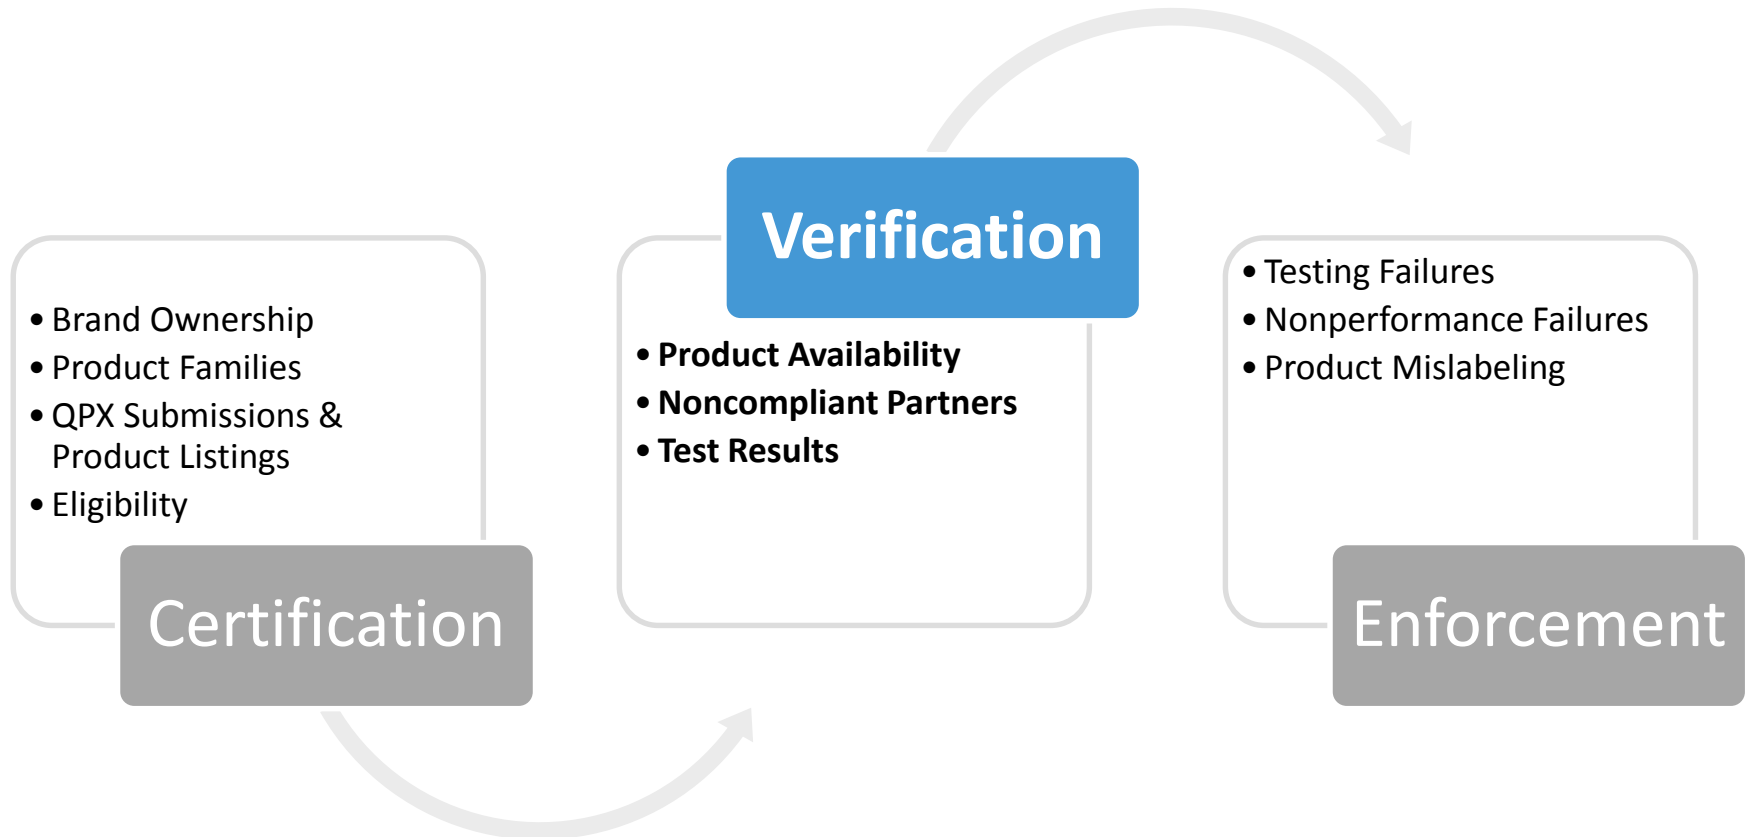 • Brand Ownership
• Product Families
• QPX Submissions &
Product Listings
• Eligibility
Certification
Verification
• Product Availability
• Noncompliant Partners
• Test Results
• Testing Failures
• Nonperformance Failures
• Product Mislabeling
Enforcement